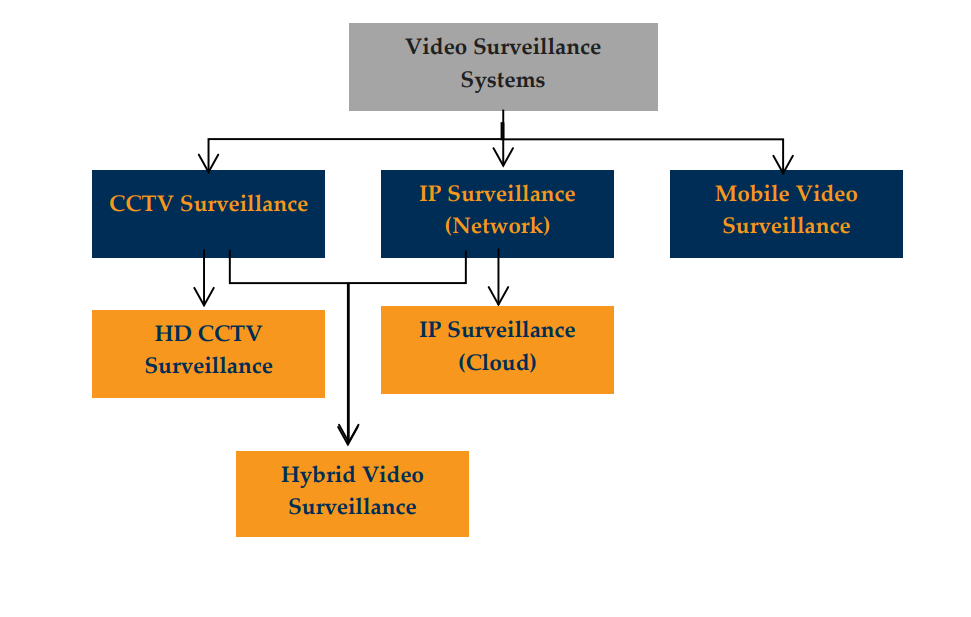 Video Surveillance
Systems
CCTV Surveillance
IP Surveillance
(Network)
Mobile Video
Surveillance
HD CCTV
Surveillance
IP Surveillance
(Cloud)
Hybrid Video
Surveillance